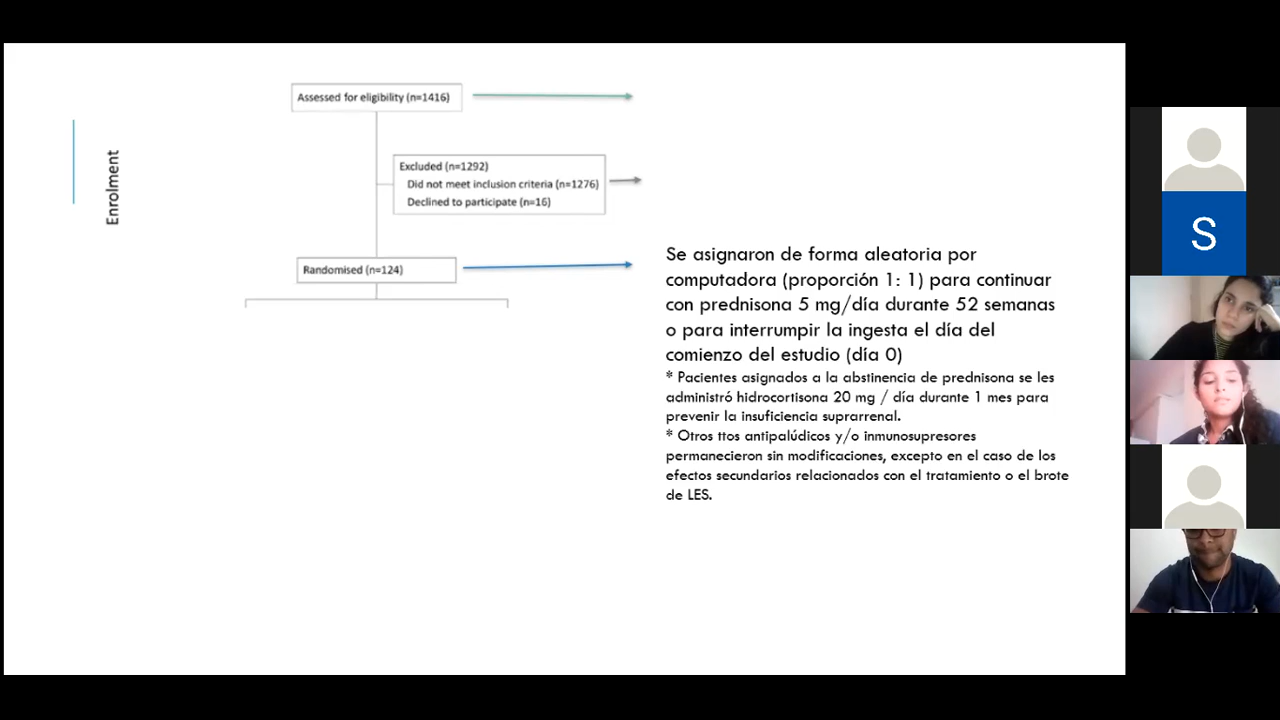 Assessed for eligibility (n=1416)
Enrolment
Excluded (n=1292)
Did not meet inclusion criteria (n=1276)
Declined to participate (n=16)
Randomised (n=124)
Se asignaron de forma aleatoria por
computadora (proporción 1: 1) para continuar
con prednisona 5 mg/día durante 52 semanas
o para interrumpir la ingesta el día del
comienzo del estudio (día 0)
* Pacientes asignados a la abstinencia de prednisona se les
administró hidrocortisona 20 mg / día durante 1 mes para
prevenir la insuficiencia suprarrenal.
* Otros ttos antipalúdicos y/o inmunosupresores
permanecieron sin modificaciones, excepto en el caso de los
efectos secundarios relacionados con el tratamiento o el brote
de LES.
S